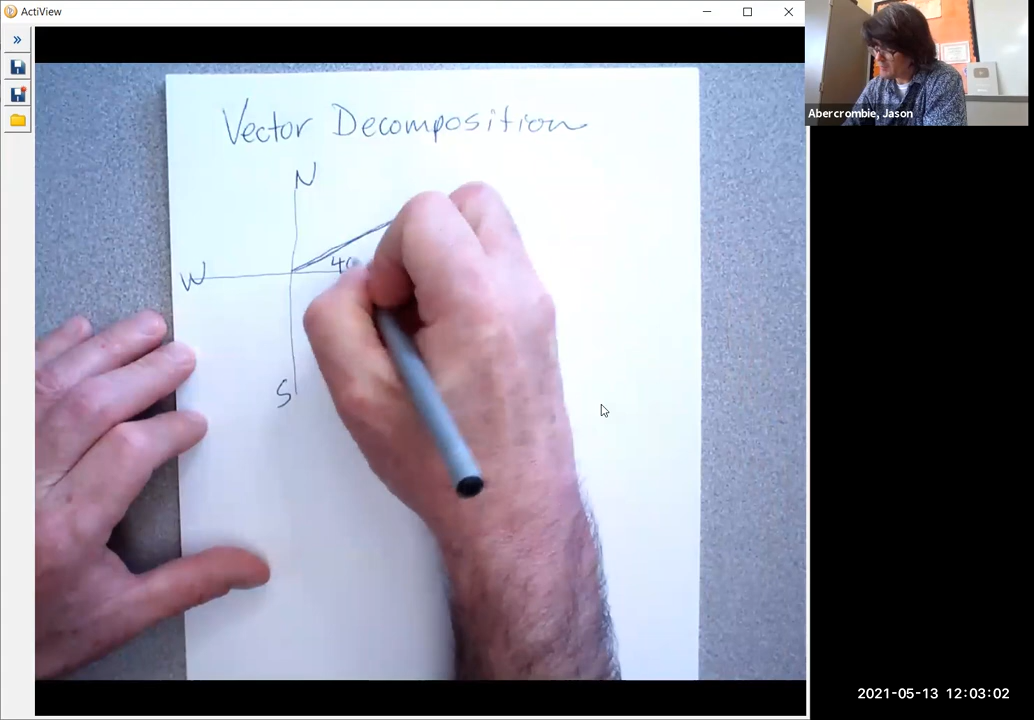 ActiView
»
Vector Decomposition
N
W
S
Abercrombie, Jason
2021-05-13 12:03:02